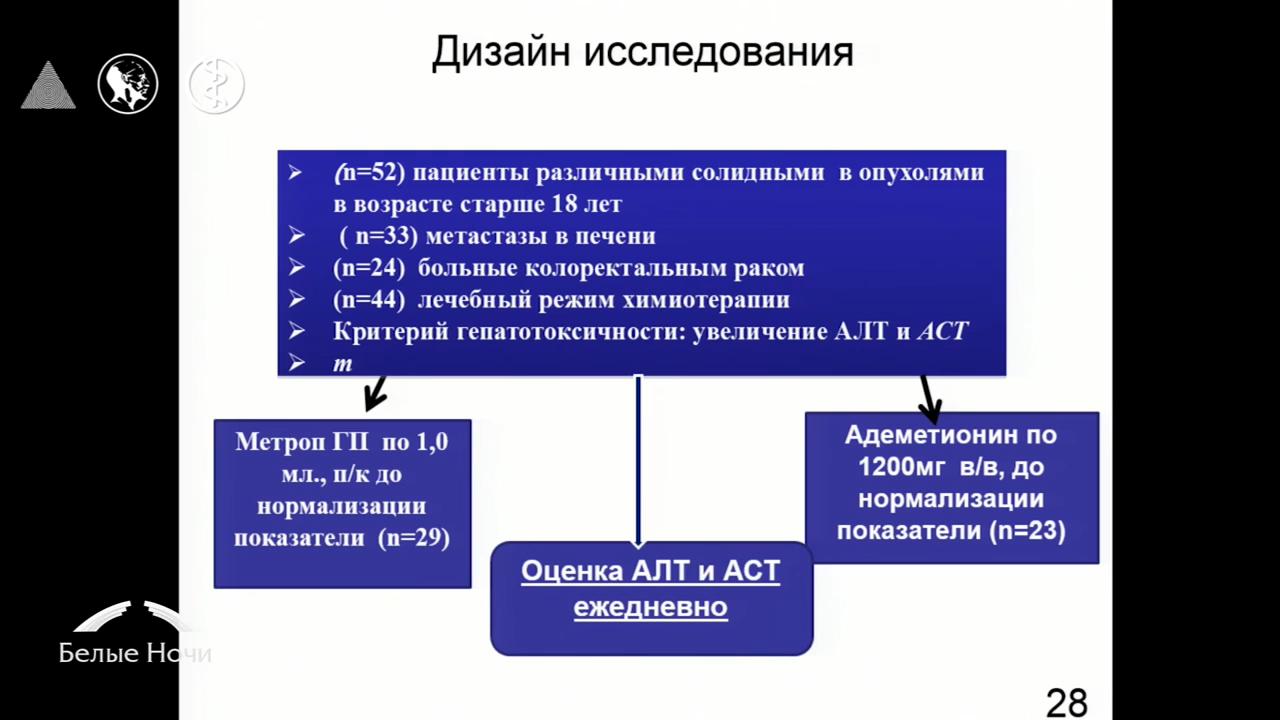 Дизайн исследования
(n=52) пациенты различными солидными в опухолями
в возрасте старше 18 лет
( n=33) метастазы в печени
(n=24) больные колоректальным раком
(n=44) лечебный режим химиотерапии
Критерий гепатотоксичности: увеличение АЛТ и АСТ
т
Метроп ГП по 1,0
мл., п/к до
нормализации
показатели (n=29)
Адеметионин по
1200мг в/в, до
нормализации
показатели (n=23)
Оценка АЛТ и АСТ
ежедневно
Белые Ночи
28